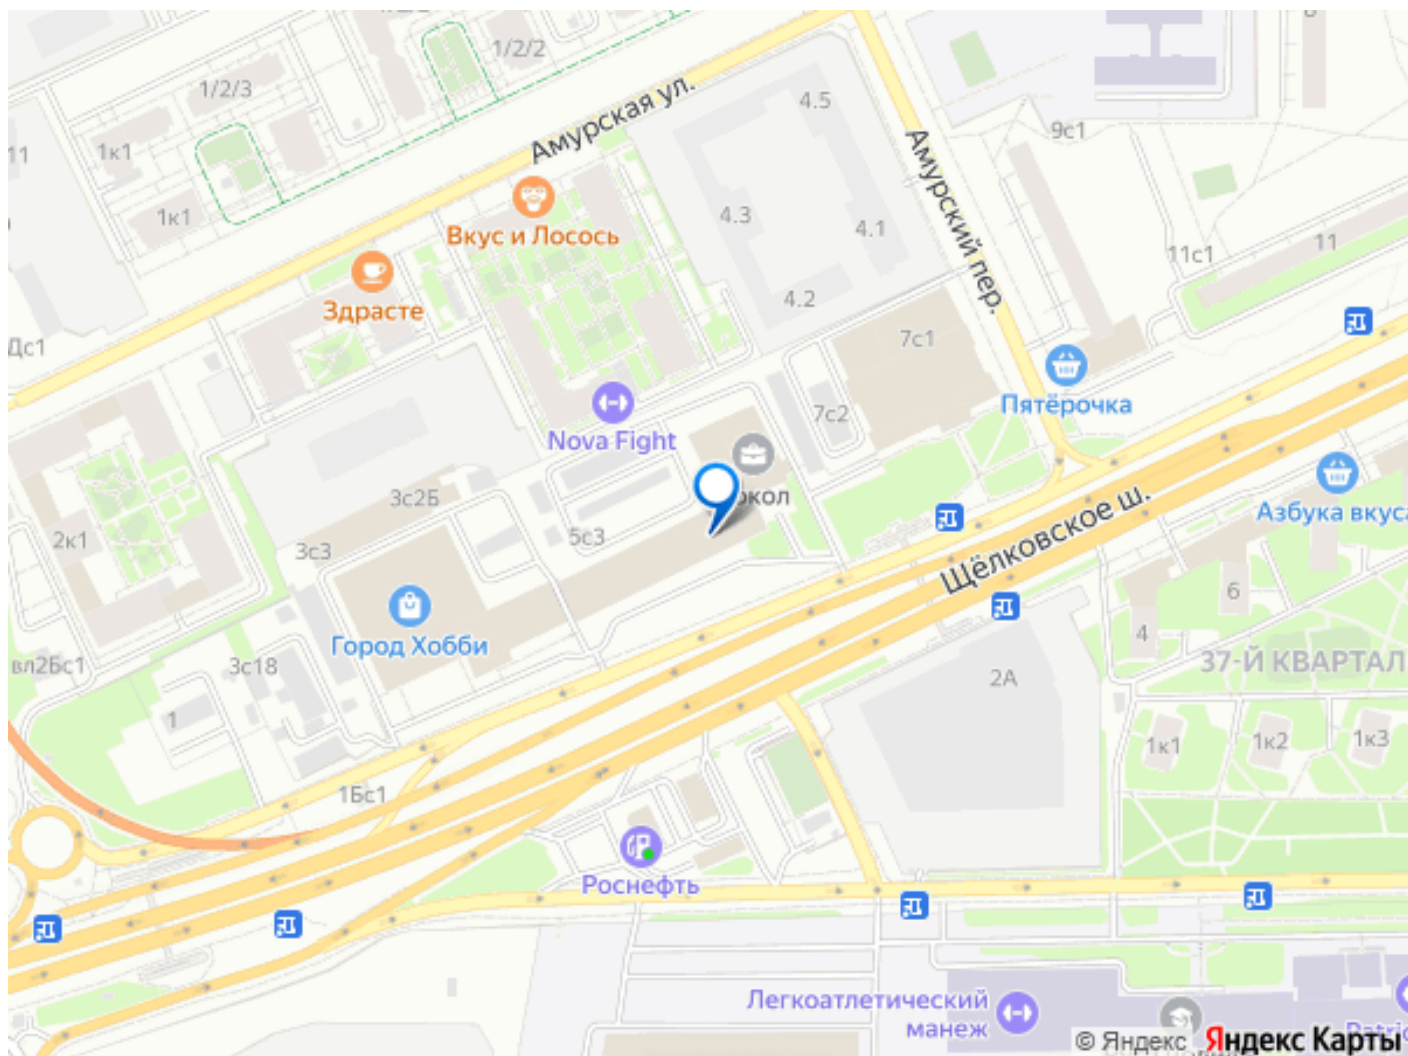 1/2/2
1/2/3
4.5
Амурская ул.
9с1
11
1к1
Амурский пер.
1к1
4.3
4.1
Вкус и Лосось
11
11с1
4.2
Здрасте
7с1
Дс1
Пятёрочка
7с2
Nova Fight
3с2Б
Азбука вкуса
Щёлковское ш.
5с3
2к1
3с3
6
4
Город Хобби
37-Й КВАРТАЛ
вл2Бс1
3с18
2А
1
1к1
1к2
1к3
1Бс1
Роснефть
Легкоатлетический
манеж
© Яндекс Яндекс Карты